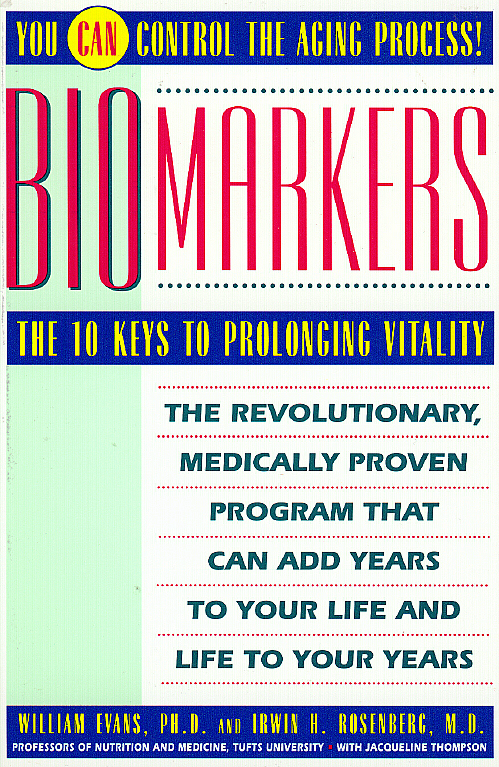 YOU CAN CONTROL THE AGING PROCESS!
BIOMARKERS
THE 10 KEYS TO PROLONGING VITALITY
THE REVOLUTIONARY,
MEDICALLY PROVEN
PROGRAM THAT
CAN ADD YEARS
TO YOUR LIFE AND
LIFE TO YOUR YEARS
WILLIAM EVANS, PH.D. AND IRWIN H. ROSENBERG, M.D.
PROFESSORS OF NUTRITION AND MEDICINE, TUFTS UNIVERSITY • WITH JACQUELINE THOMPSON